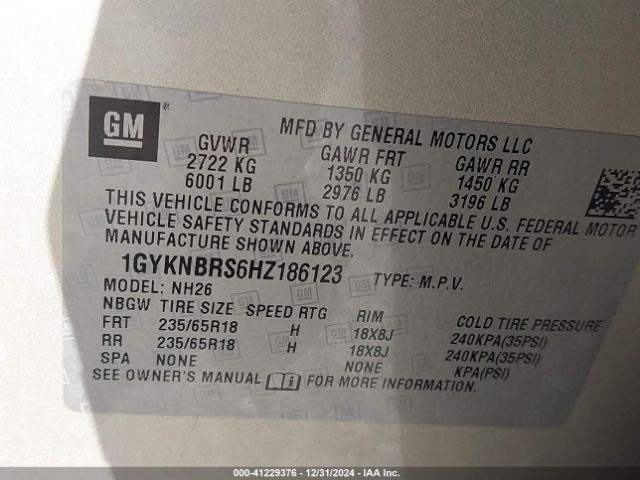 GM
MFD BY GENERAL MOTORS LLC
GVWR GAWR FRT GAWR RR
2722 KG 1350 KG 1450 KG
6001 LB 2976 LB 3196 LB
THIS VEHICLE CONFORMS TO ALL APPLICABLE U.S. FEDERAL MOTOR
VEHICLE SAFETY STANDARDS IN EFFECT ON THE DATE OF
MANUFACTURE SHOWN ABOVE.
1GYKNBRS6HZ186123 TYPE: M.P.V.
MODEL: NH26
NBGW TIRE SIZE SPEED RTG RIM COLD TIRE PRESSURE
FRT 235/65R18 H 18X8J 240KPA(35PSI)
RR 235/65R18 H 18X8J 240KPA(35PSI)
SPA NONE NONE KPA(PSI)
SEE OWNER'S MANUAL FOR MORE INFORMATION.
000-41229376 - 12/31/2024 - IAA Inc.